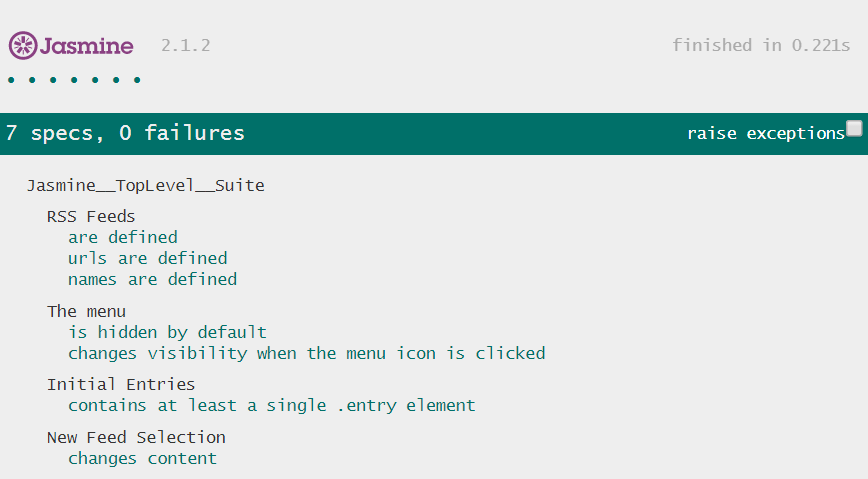 Jasmine 2.1.2 finished in 0.221s
• • • • • • •
7 specs, 0 failures raise exceptions
Jasmine__TopLevel__Suite
RSS Feeds
are defined
urls are defined
names are defined
The menu
is hidden by default
changes visibility when the menu icon is clicked
Initial Entries
contains at least a single .entry element
New Feed Selection
changes content